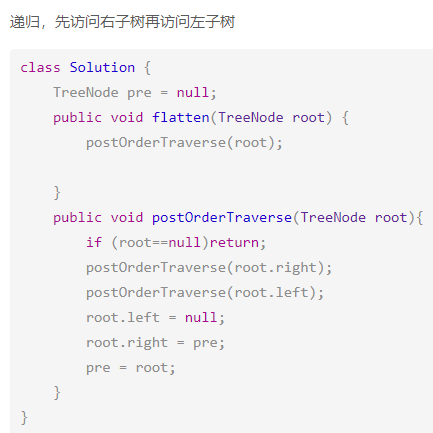 递归，先访问右子树再访问左子树
class Solution {
    TreeNode pre = null;
    public void flatten(TreeNode root) {
        postOrderTraverse(root);

    }
    public void postOrderTraverse(TreeNode root){
        if (root==null)return;
        postOrderTraverse(root.right);
        postOrderTraverse(root.left);
        root.left = null;
        root.right = pre;
        pre = root;
    }
}